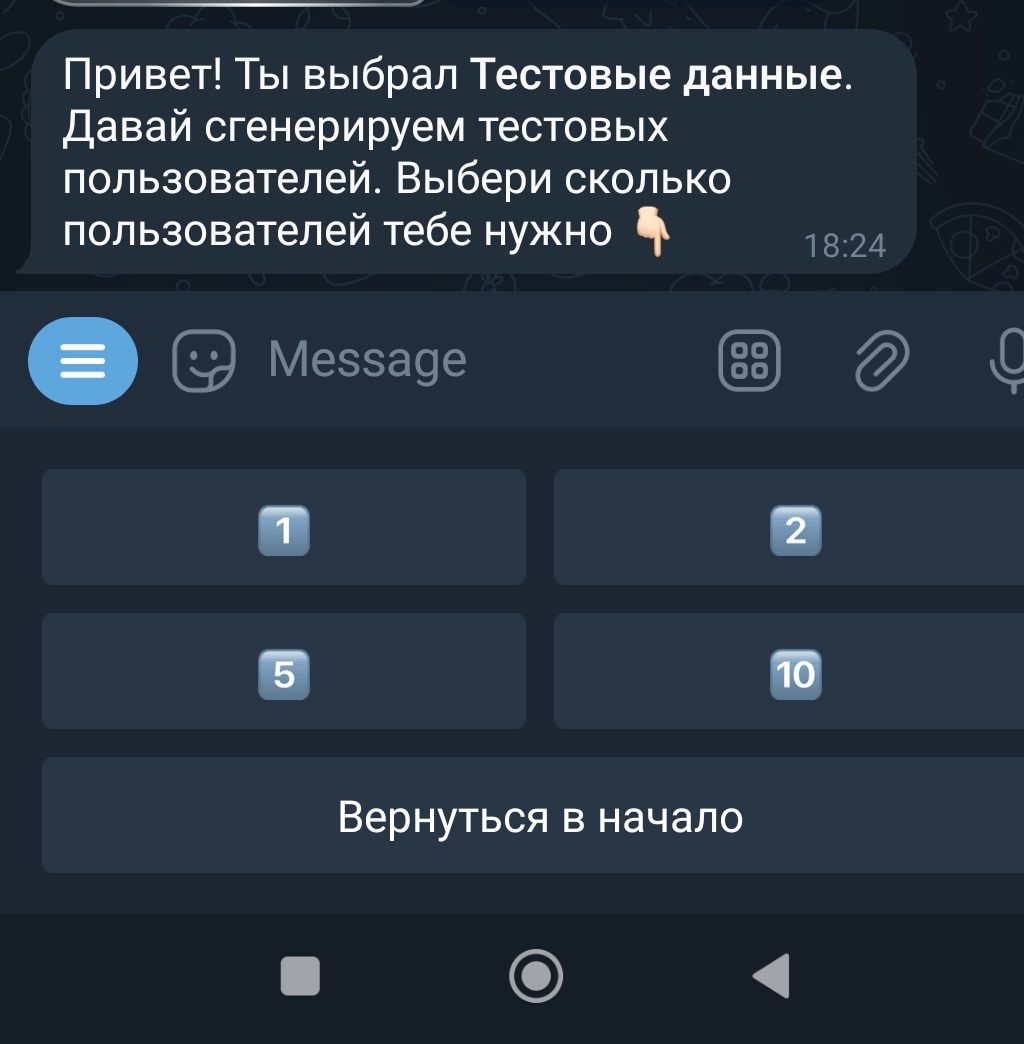 Привет! Ты выбрал Тестовые данные.
Давай сгенерируем тестовых
пользователей. Выбери сколько
пользователей тебе нужно 👇🏻
18:24
Message
1 2
5 10
Вернуться в начало